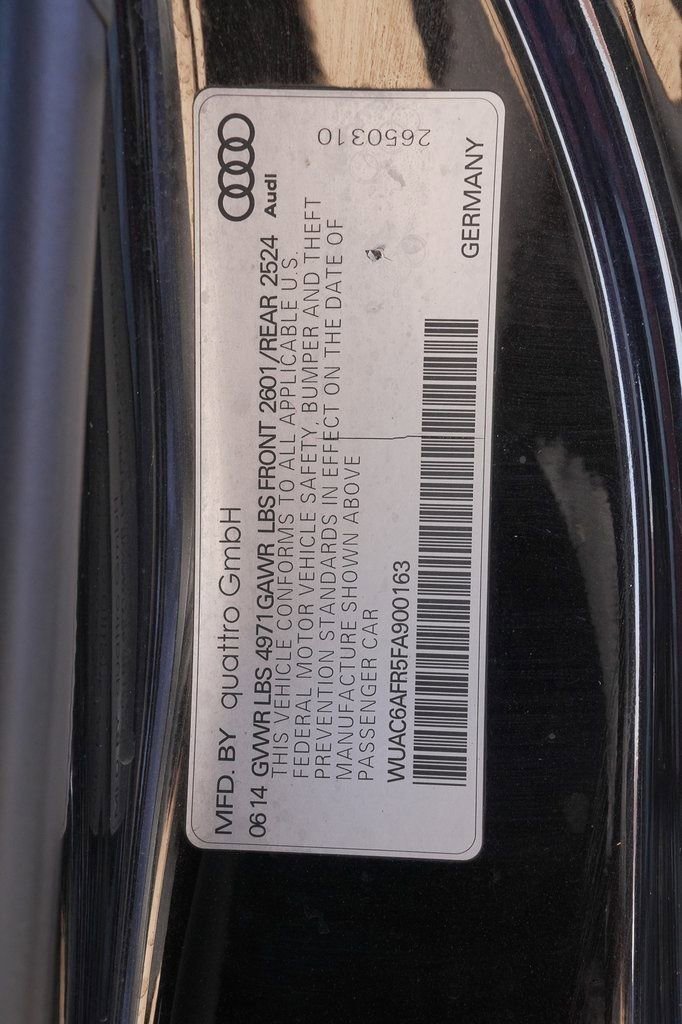 MFD. BY quattro GmbH
Audi
06 14 GVWR LBS 4971 GAWR LBS FRONT 2601/REAR 2524
THIS VEHICLE CONFORMS TO ALL APPLICABLE U.S.
FEDERAL MOTOR VEHICLE SAFETY, BUMPER AND THEFT
PREVENTION STANDARDS IN EFFECT ON THE DATE OF
MANUFACTURE SHOWN ABOVE
PASSENGER CAR
WUAC6AFR5FA900163
GERMANY
2650310